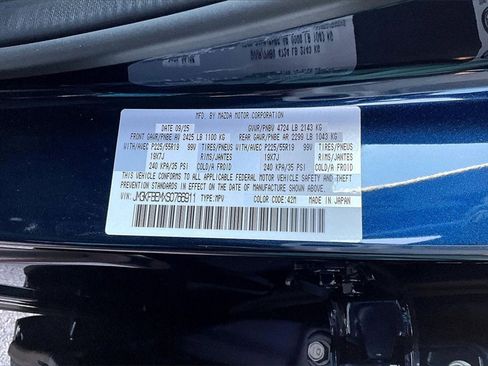 MFD. BY MAZDA MOTOR CORPORATION
DATE 09/25 GVWR/PNBV 4724 LB 2143 KG
FRONT GAWR/PNBE AV 2425 LB 1100 KG REAR GAWR/PNBE AR 2299 LB 1043 KG
WITH/AVEC P225/55R19 99V TIRES/PNEUS WITH/AVEC P225/55R19 99V TIRES/PNEUS
19X7J RIMS/JANTES 19X7J RIMS/JANTES
240 KPA/35 PSI COLD/A FROID 240 KPA/35 PSI COLD/A FROID
THIS VEHICLE CONFORMS TO ALL APPLICABLE FEDERAL MOTOR VEHICLE SAFETY AND THEFT
PREVENTION STANDARDS IN EFFECT ON THE DATE OF MANUFACTURE SHOWN ABOVE.
VIN: TYPE: MPV COLOR CODE: 42M MADE IN JAPAN